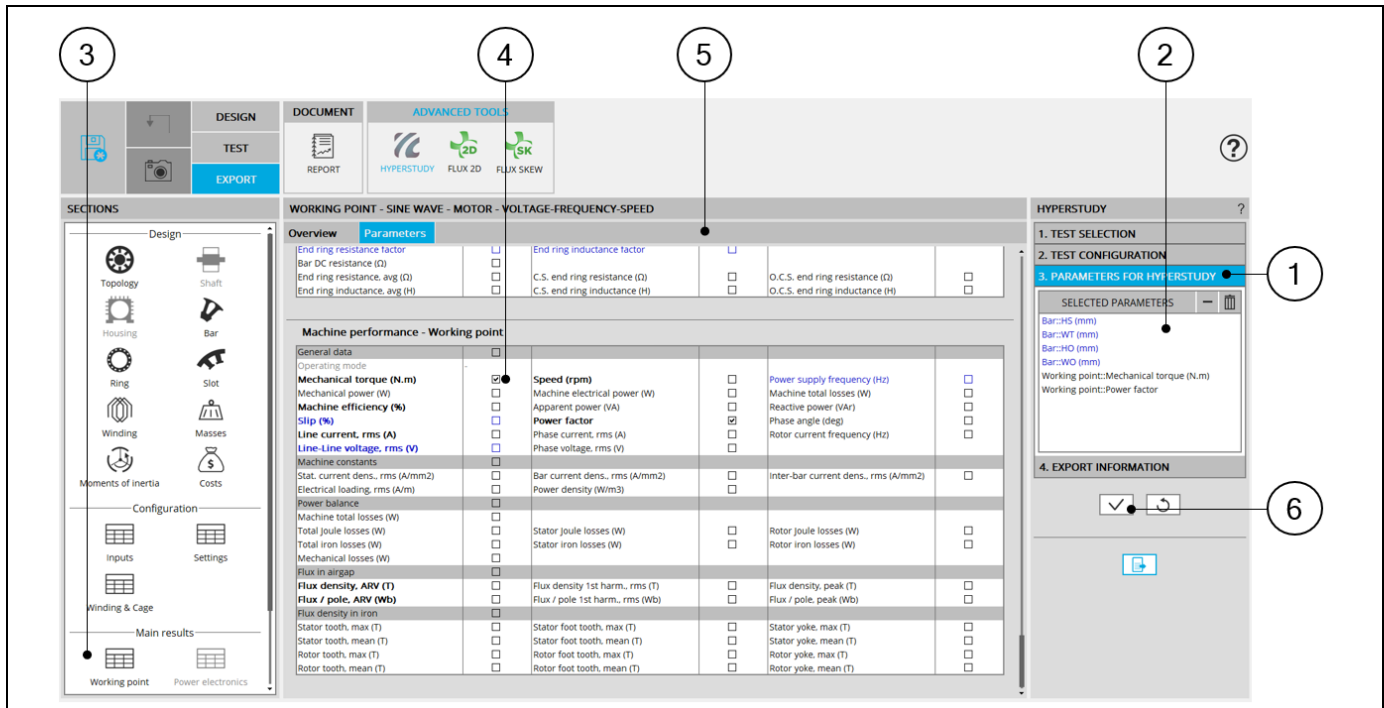 3 4 5 2
DESIGN
TEST
EXPORT
DOCUMENT
REPORT
ADVANCED TOOLS
HYPERSTUDY
2D
FLUX 2D
SK
FLUX SKEW
?
SECTIONS
Design
Topology Shaft
Housing Bar
Ring Slot
Winding Masses
$
Moments of inertia Costs
Configuration
Inputs Settings
Winding & Cage
Main results
Working point Power electronics
WORKING POINT - SINE WAVE - MOTOR - VOLTAGE-FREQUENCY-SPEED
Overview Parameters
End ring resistance factor End ring inductance factor
Bar DC resistance (Ω)
End ring resistance, avg (Ω) C.S. end ring resistance (Ω) O.C.S. end ring resistance (Ω)
End ring inductance, avg (H) C.S. end ring inductance (H) O.C.S. end ring inductance (H)
Machine performance - Working point
General data
Operating mode -
Mechanical torque (N.m) Speed (rpm) Power supply frequency (Hz)
Mechanical power (W) Machine electrical power (W) Machine total losses (W)
Machine efficiency (%) Apparent power (VA) Reactive power (VAr)
Slip (%) Power factor Phase angle (deg)
Line current, rms (A) Phase current, rms (A) Rotor current frequency (Hz)
Line-Line voltage, rms (V) Phase voltage, rms (V)
Machine constants
Stat. current dens., rms (A/mm2) Bar current dens., rms (A/mm2) Inter-bar current dens., rms (A/mm2)
Electrical loading, rms (A/m) Power density (W/m3)
Power balance
Machine total losses (W)
Total Joule losses (W) Stator Joule losses (W) Rotor Joule losses (W)
Total iron losses (W) Stator iron losses (W) Rotor iron losses (W)
Mechanical losses (W)
Flux in airgap
Flux density, ARV (T) Flux density 1st harm., rms (T) Flux density, peak (T)
Flux / pole, ARV (Wb) Flux / pole 1st harm., rms (Wb) Flux / pole, peak (Wb)
Flux density in iron
Stator tooth, max (T) Stator foot tooth, max (T) Stator yoke, max (T)
Stator tooth, mean (T) Stator foot tooth, mean (T) Stator yoke, mean (T)
Rotor tooth, max (T) Rotor foot tooth, max (T) Rotor yoke, max (T)
Rotor tooth, mean (T) Rotor foot tooth, mean (T) Rotor yoke, mean (T)
HYPERSTUDY ?
1. TEST SELECTION
2. TEST CONFIGURATION
3. PARAMETERS FOR HYPERSTUDY
1
SELECTED PARAMETERS
Bar::HS (mm)
Bar::WT (mm)
Bar::HO (mm)
Bar::WO (mm)
Working point::Mechanical torque (N.m)
Working point::Power factor
4. EXPORT INFORMATION
6